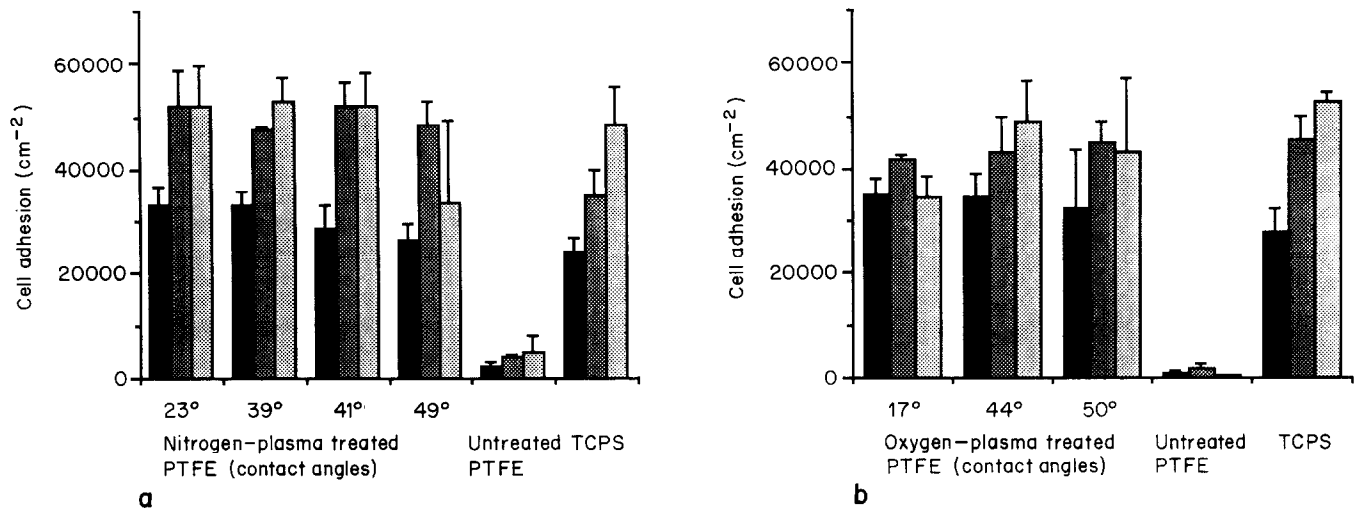 60000
40000
20000
0
Cell adhesion (cm⁻²)
23° 39° 41° 49°
Nitrogen-plasma treated
PTFE (contact angles)
Untreated
PTFE
TCPS
a
60000
40000
20000
0
Cell adhesion (cm⁻²)
17° 44° 50°
Oxygen-plasma treated
PTFE (contact angles)
Untreated
PTFE
TCPS
b